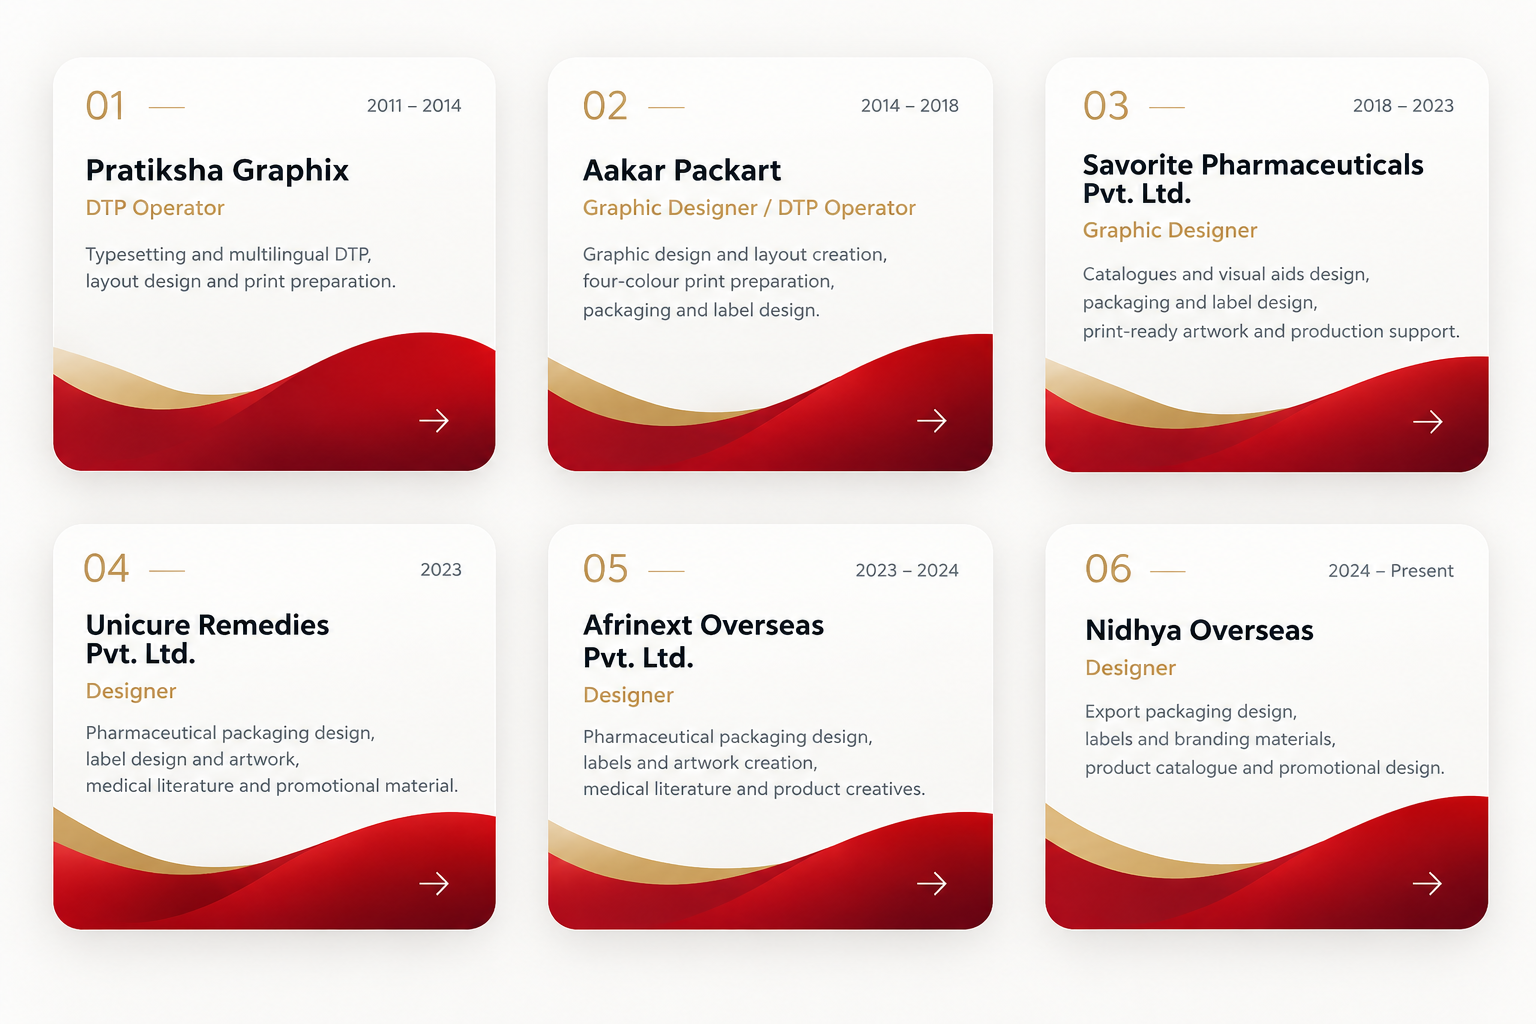 01
2011 – 2014
Pratiksha Graphix
DTP Operator
Typesetting and multilingual DTP,
layout design and print preparation.
02
2014 – 2018
Aakar Packart
Graphic Designer / DTP Operator
Graphic design and layout creation,
four-colour print preparation,
packaging and label design.
03
2018 – 2023
Savorite Pharmaceuticals
Pvt. Ltd.
Graphic Designer
Catalogues and visual aids design,
packaging and label design,
print-ready artwork and production support.
04
2023
Unicure Remedies
Pvt. Ltd.
Designer
Pharmaceutical packaging design,
label design and artwork,
medical literature and promotional material.
05
2023 – 2024
Afrinext Overseas
Pvt. Ltd.
Designer
Pharmaceutical packaging design,
labels and artwork creation,
medical literature and product creatives.
06
2024 – Present
Nidhya Overseas
Designer
Export packaging design,
labels and branding materials,
product catalogue and promotional design.